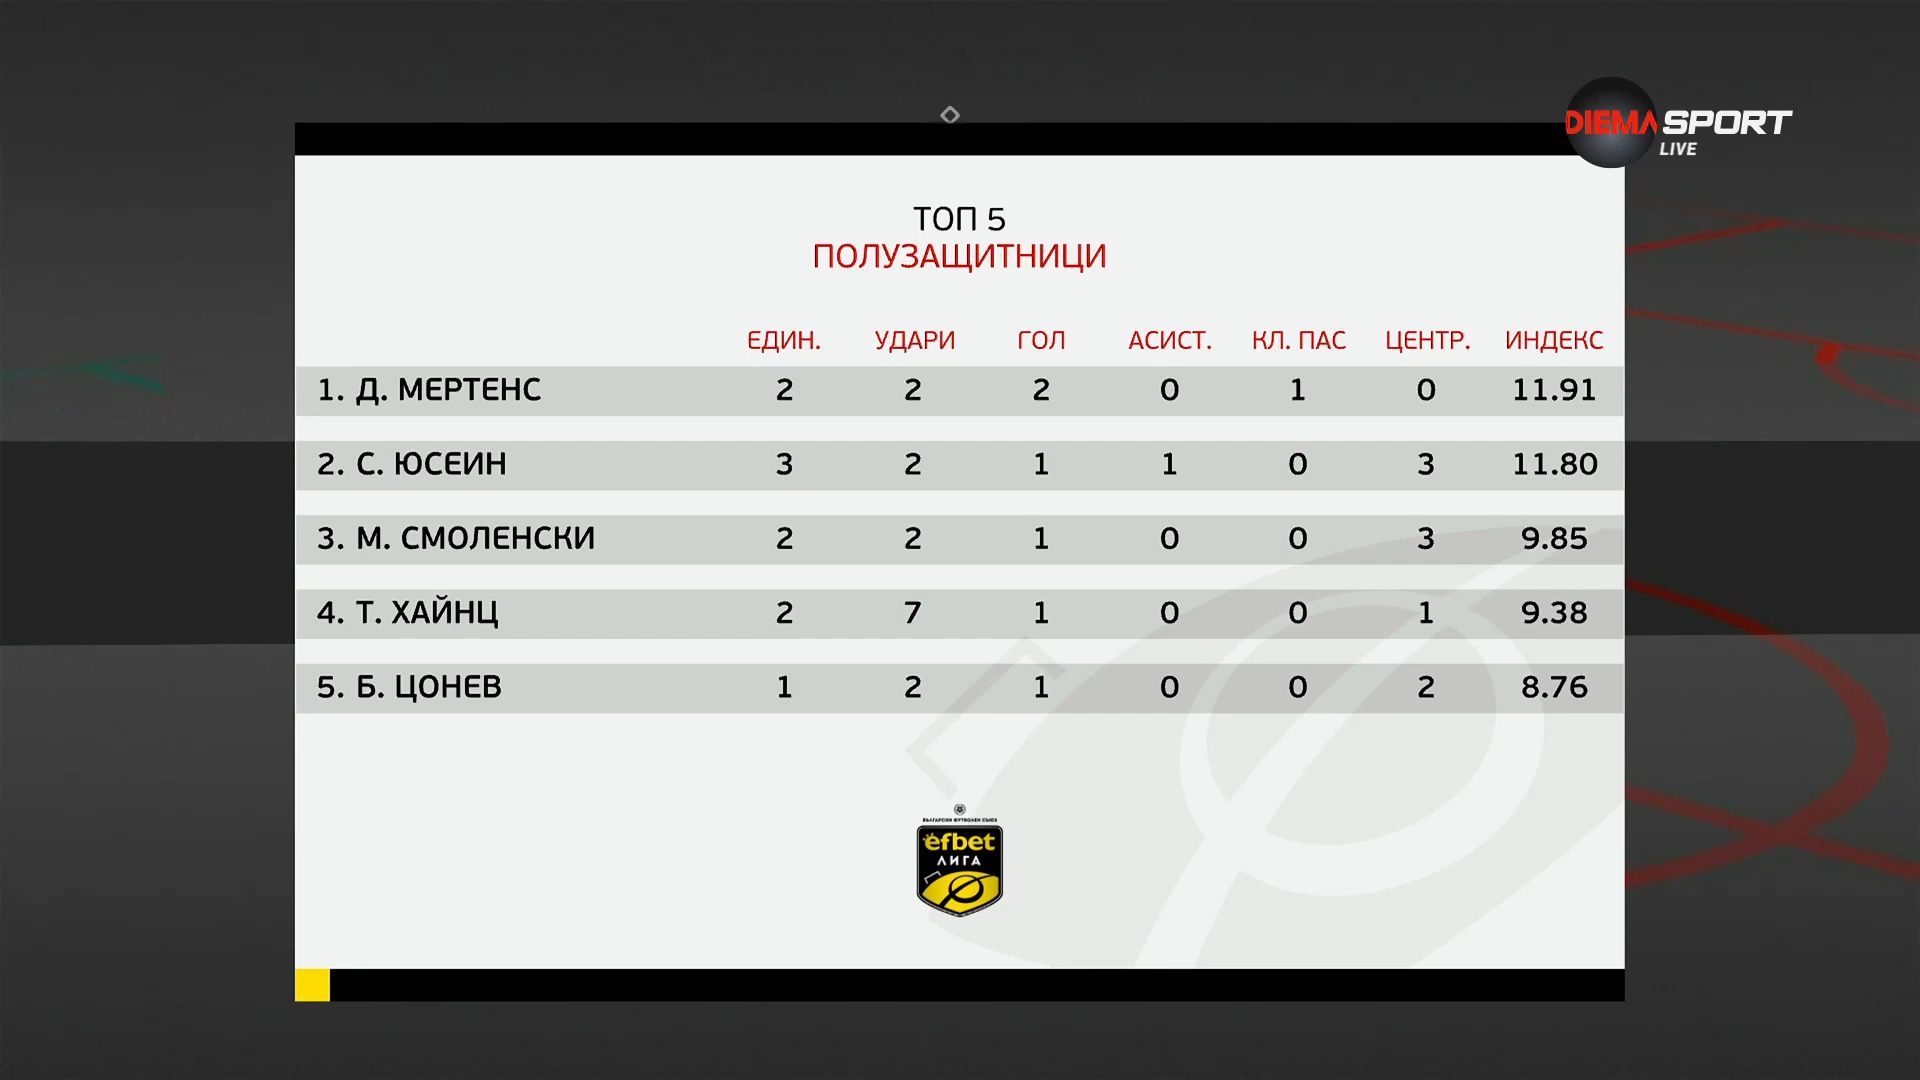 DIEMA SPORT
LIVE
ТОП 5
ПОЛУЗАЩИТНИЦИ
ЕДИН. УДАРИ ГОЛ АСИСТ. КЛ. ПАС ЦЕНТР. ИНДЕКС
1. Д. МЕРТЕНС 2 2 2 0 1 0 11.91
2. С. ЮСЕИН 3 2 1 1 0 3 11.80
3. М. СМОЛЕНСКИ 2 2 1 0 0 3 9.85
4. Т. ХАЙНЦ 2 7 1 0 0 1 9.38
5. Б. ЦОНЕВ 1 2 1 0 0 2 8.76
БЪЛГАРСКИ ФУТБОЛЕН СЪЮЗ
efbet
ЛИГА